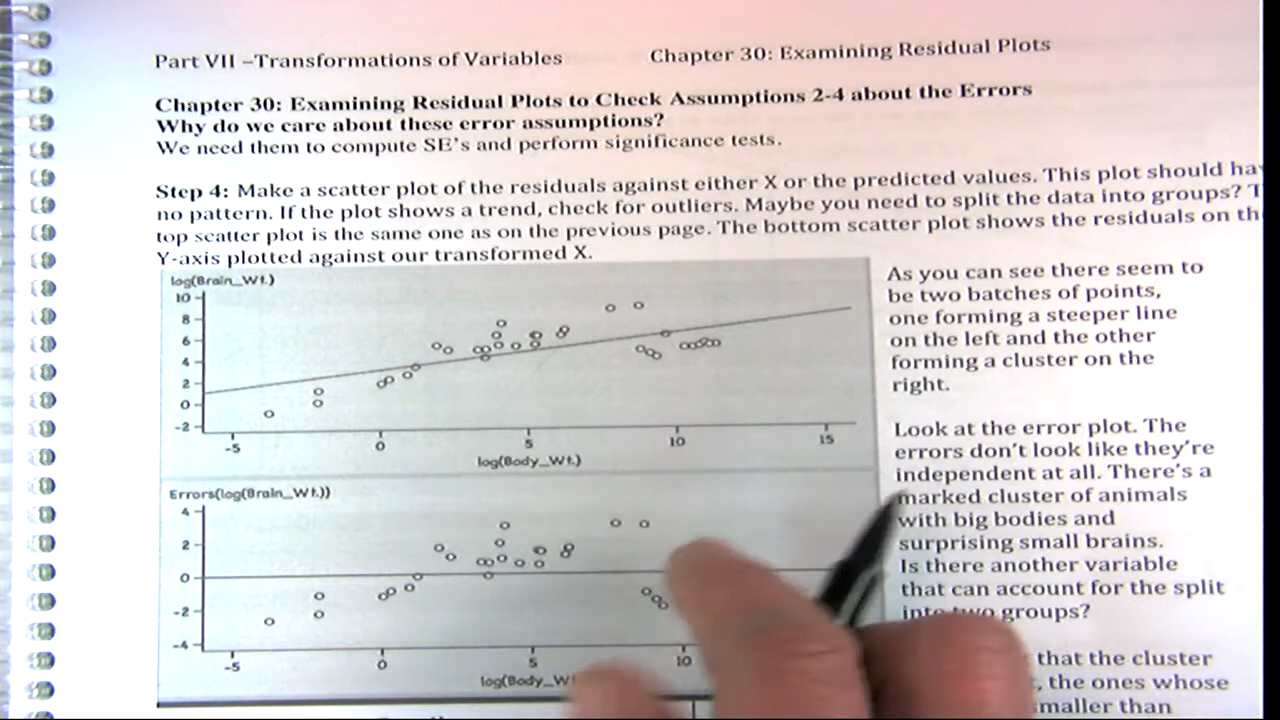 Part VII –Transformations of Variables Chapter 30: Examining Residual Plots
Chapter 30: Examining Residual Plots to Check Assumptions 2-4 about the Errors
Why do we care about these error assumptions?
We need them to compute SE's and perform significance tests.
Step 4: Make a scatter plot of the residuals against either X or the predicted values. This plot should
no pattern. If the plot shows a trend, check for outliers. Maybe you need to split the data into groups?
top scatter plot is the same one as on the previous page. The bottom scatter plot shows the residuals on
Y-axis plotted against our transformed X.
log(Brain_Wt.)
10
8
6
4
2
0
-2
-5 0 5 10 15
log(Body_Wt.)
Errors(log(Brain_Wt.))
4
2
0
-2
-4
-5 0 5 10
As you can see there seem to
be two batches of points,
one forming a steeper line
on the left and the other
forming a cluster on the
right.
Look at the error plot. The
errors don't look like they're
independent at all. There's a
marked cluster of animals
with big bodies and
surprising small brains.
Is there another variable
that can account for the split
into two groups?
that the cluster
, the ones whose
maller than